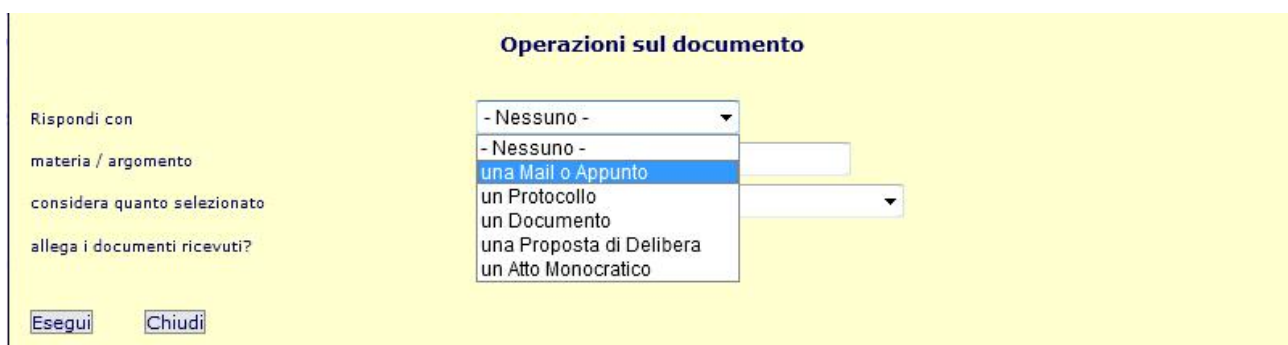 Operazioni sul documento
Rispondi con
- Nessuno -
- Nessuno -
materia / argomento
una Mail o Appunto
un Protocollo
considera quanto selezionato
un Documento
allega i documenti ricevuti?
una Proposta di Delibera
un Atto Monocratico
Esegui Chiudi